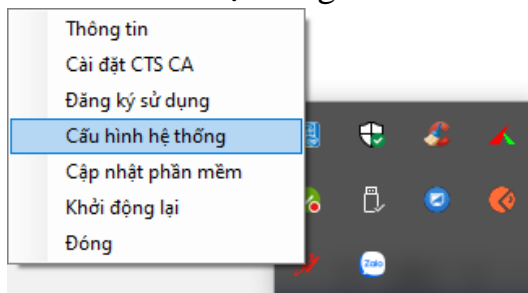 Thông tin
Cài đặt CTS CA
Đăng ký sử dụng
Cấu hình hệ thống
Cập nhật phần mềm
Khởi động lại
Đóng
Zalo